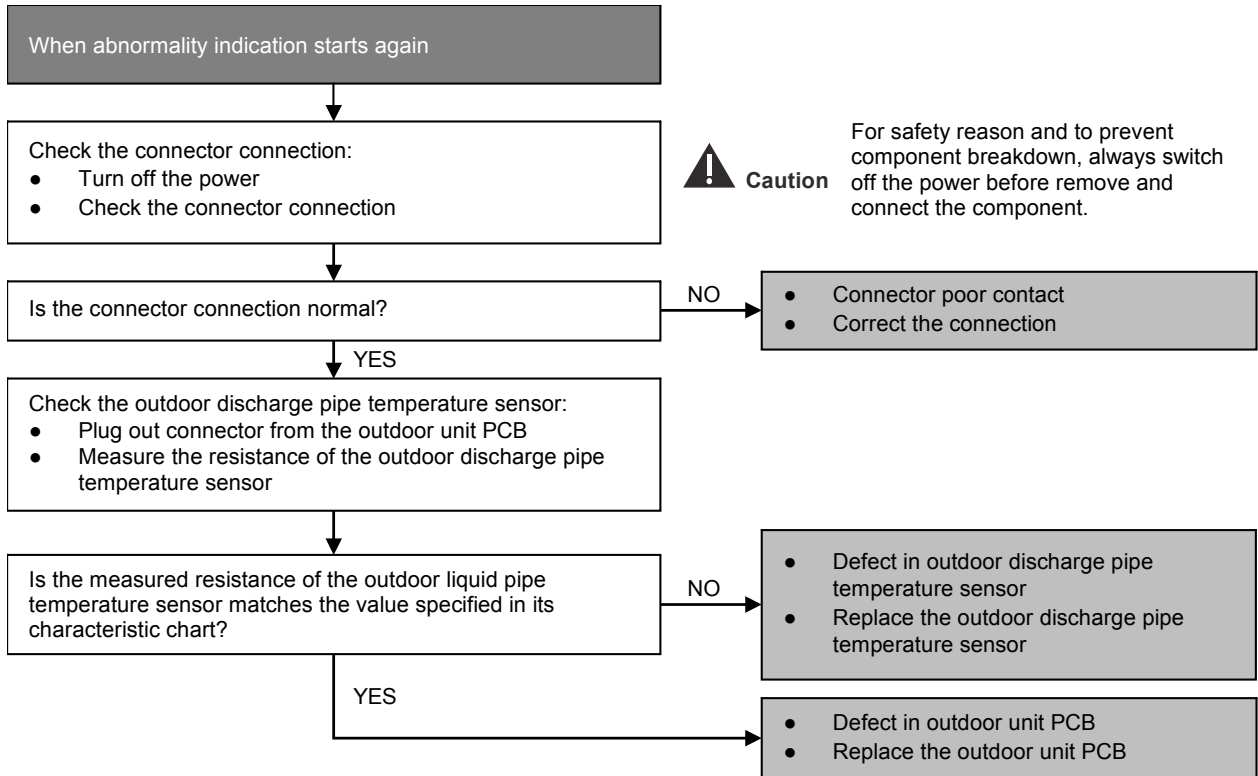 When abnormality indication starts again
Check the connector connection:
● Turn off the power
● Check the connector connection
Caution
For safety reason and to prevent
component breakdown, always switch
off the power before remove and
connect the component.
Is the connector connection normal?
NO
● Connector poor contact
● Correct the connection
YES
Check the outdoor discharge pipe temperature sensor:
● Plug out connector from the outdoor unit PCB
● Measure the resistance of the outdoor discharge pipe
temperature sensor
Is the measured resistance of the outdoor liquid pipe
temperature sensor matches the value specified in its
characteristic chart?
NO
● Defect in outdoor discharge pipe
temperature sensor
● Replace the outdoor discharge pipe
temperature sensor
YES
● Defect in outdoor unit PCB
● Replace the outdoor unit PCB